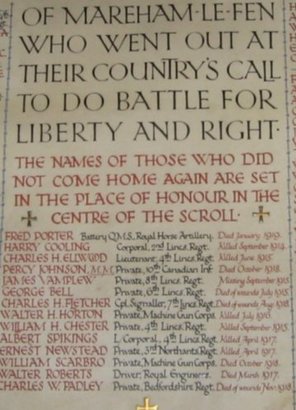 OF MAREHAM·LE·FEN
WHO WENT OUT AT
THEIR COUNTRY'S CALL
TO DO BATTLE FOR
LIBERTY AND RIGHT·
THE NAMES OF THOSE WHO DID
NOT COME HOME AGAIN ARE SET
IN THE PLACE OF HONOUR IN THE
CENTRE OF THE SCROLL·
FRED PORTER Battery Q.M.S., Royal Horse Artillery, Died January 1919.
HARRY COOLING Corporal, 2nd Lincs. Regt. Killed September 1914.
CHARLES H. ELLWOOD Lieutenant 4th Lincs. Regt. Killed June 1915.
PERCY JOHNSON, M.M. Private, 10th Canadian Inf. Died October 1918.
JAMES VAMPLEW Private, 8th Lincs. Regt. Missing September 1915.
GEORGE BELL Private, 6th Lincs. Regt. Died of wounds Sept 1915.
CHARLES H. FLETCHER Cpl. Signaller, 7th Lincs. Regt. Died of wounds Aug 1918.
WALTER H. HORTON Private, Machine Gun Corps. Killed July 1916.
WILLIAM H. CHESTER Private, 4th Lincs. Regt. Killed September 1915.
ALBERT SPIKINGS L. Corporal, 4th Lincs. Regt. Killed April 1917.
ERNEST NEWSTEAD Private, 3rd Northants Regt. Killed April 1917.
WILLIAM SCARBRO Private, Machine Gun Corps. Died October 1918.
WALTER ROBERTS Driver, Royal Engineers. Died March 1917.
CHARLES W. PADLEY Private, Bedfordshire Regt. Died of wounds Nov. 1918